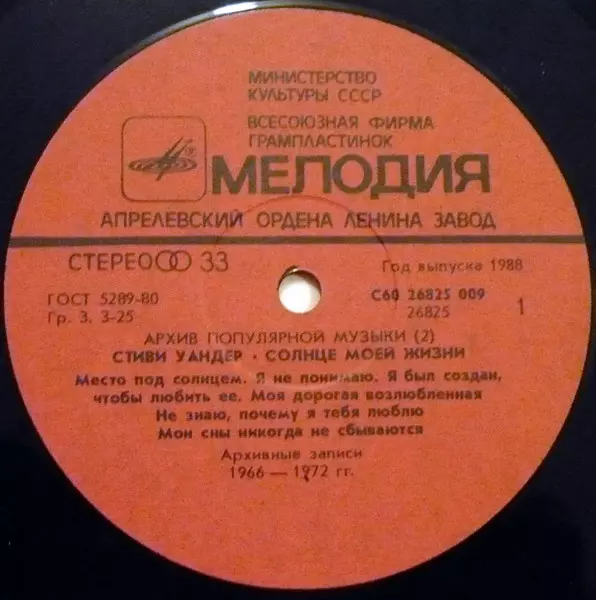 МИНИСТЕРСТВО
КУЛЬТУРЫ СССР
ВСЕСОЮЗНАЯ ФИРМА
ГРАМПЛАСТИНОК
МЕЛОДИЯ
АПРЕЛЕВСКИЙ ОРДЕНА ЛЕНИНА ЗАВОД
СТЕРЕО 33
Год выпуска 1988
ГОСТ 5289-80
Гр. 3. 3-25
С60 26825 009
26825
1
АРХИВ ПОПУЛЯРНОЙ МУЗЫКИ (2)
СТИВИ УАНДЕР · СОЛНЦЕ МОЕЙ ЖИЗНИ
Место под солнцем. Я не понимаю. Я был создан,
чтобы любить ее. Моя дорогая возлюбленная
Не знаю, почему я тебя люблю
Мои сны никогда не сбываются
Архивные записи
1966 — 1972 гг.